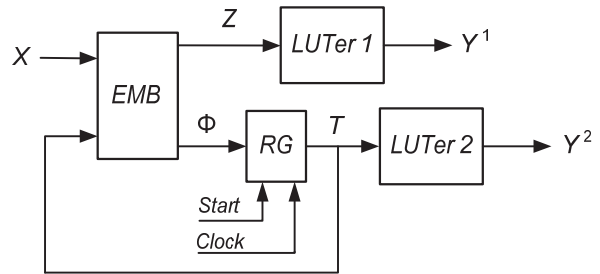 Z
LUTer 1
Y¹
X
EMB
Φ
RG
T
LUTer 2
Y²
Start
Clock